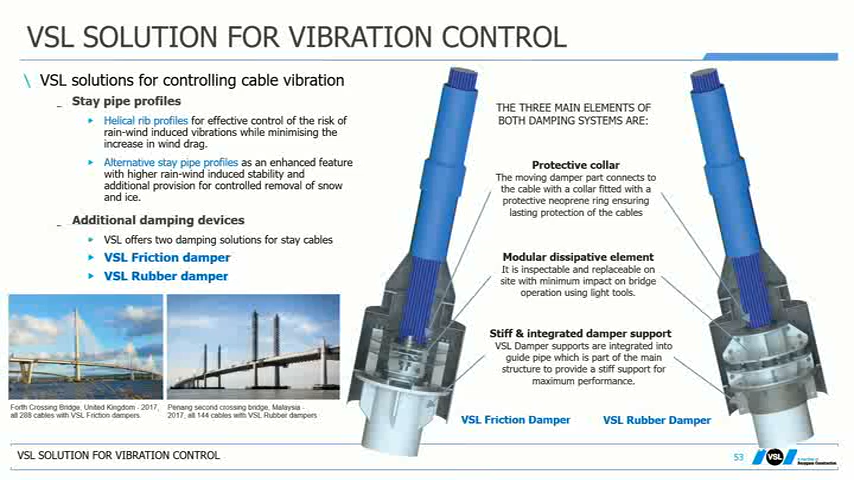 VSL SOLUTION FOR VIBRATION CONTROL
\ VSL solutions for controlling cable vibration
_ Stay pipe profiles
Helical rib profiles for effective control of the risk of
rain-wind induced vibrations while minimising the
increase in wind drag.
Alternative stay pipe profiles as an enhanced feature
with higher rain-wind induced stability and
additional provision for controlled removal of snow
and ice.
_ Additional damping devices
VSL offers two damping solutions for stay cables
VSL Friction damper
VSL Rubber damper
Forth Crossing Bridge, United Kingdom - 2017,
all 288 cables with VSL Friction dampers.
Penang second crossing bridge, Malaysia -
2017, all 144 cables with VSL Rubber dampers
THE THREE MAIN ELEMENTS OF
BOTH DAMPING SYSTEMS ARE:
Protective collar
The moving damper part connects to
the cable with a collar fitted with a
protective neoprene ring ensuring
lasting protection of the cables
Modular dissipative element
It is inspectable and replaceable on
site with minimum impact on bridge
operation using light tools.
Stiff & integrated damper support
VSL Damper supports are integrated into
guide pipe which is part of the main
structure to provide a stiff support for
maximum performance.
VSL Friction Damper
VSL Rubber Damper
VSL SOLUTION FOR VIBRATION CONTROL
53
VSL